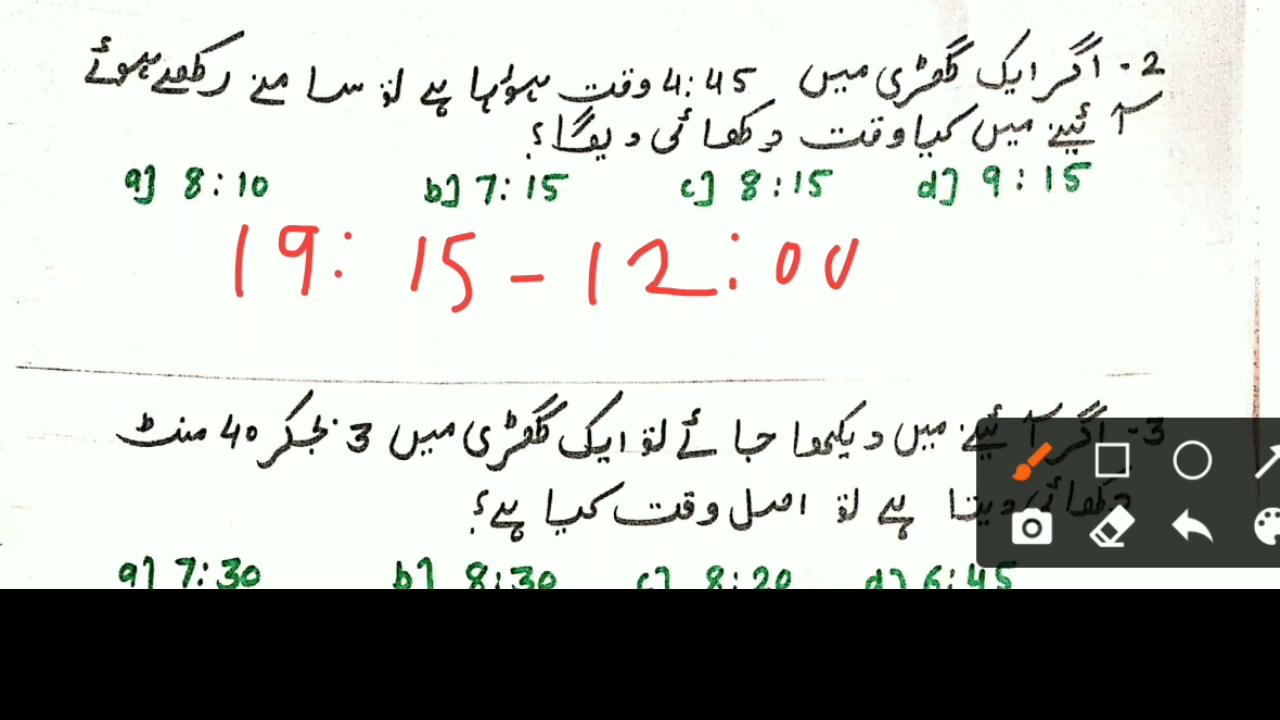 2- اگر ایک گھڑی میں 4:45 وقت ہورہا ہے تو سامنے رکھے ہوئے
آئینے میں کیا وقت دکھائی دیگا؟
a] 8:10 b] 7:15 c] 8:15 d] 9:15
19:15-12:00
3- اگر آئینے میں دیکھا جائے تو ایک گھڑی میں 3 بجکر 40 منٹ
دکھائی دیتا ہے تو اصل وقت کیا ہے؟
a] 7:30 b] 8:30 c] 8:20 d] 6:45